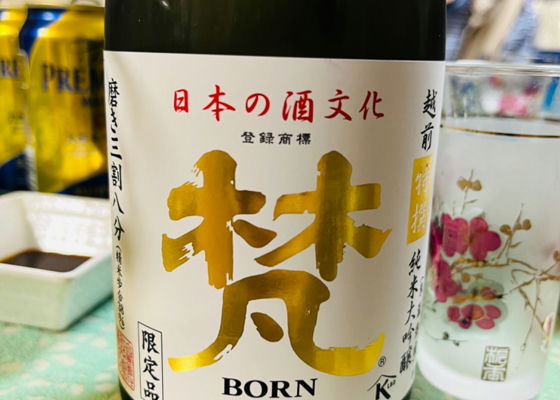 日本の酒文化
登録商標
越前
特撰
純米大吟醸
磨き三割八分
(精米歩合38%)
梵
BORN
限定品
®
K
PREM